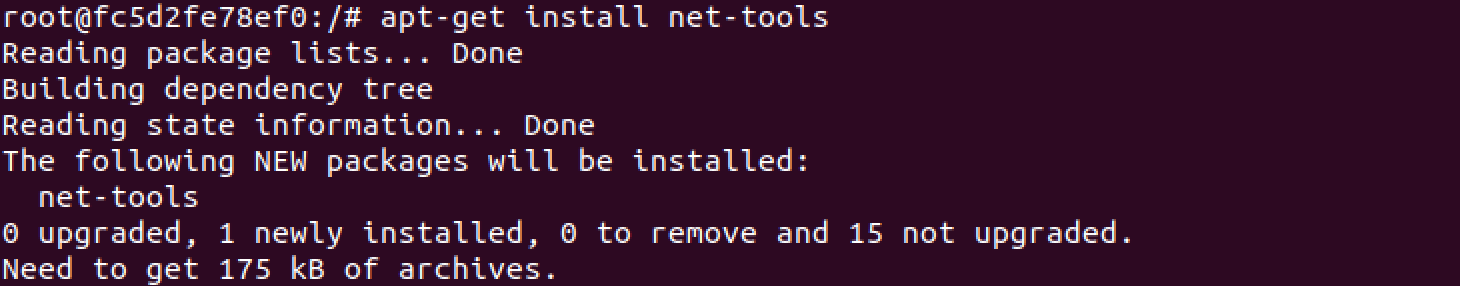 root@fc5d2fe78ef0:/# apt-get install net-tools
Reading package lists... Done
Building dependency tree
Reading state information... Done
The following NEW packages will be installed:
  net-tools
0 upgraded, 1 newly installed, 0 to remove and 15 not upgraded.
Need to get 175 kB of archives.